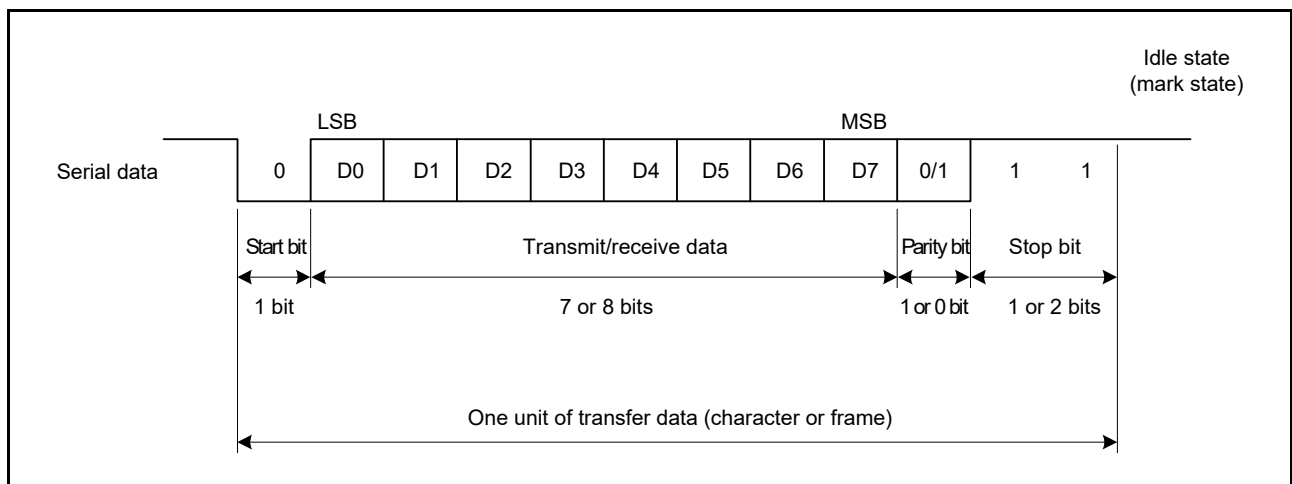 Idle state
(mark state)
LSB MSB
Serial data 0 D0 D1 D2 D3 D4 D5 D6 D7 0/1 1 1
Start bit Transmit/receive data Parity bit Stop bit
1 bit 7 or 8 bits 1 or 0 bit 1 or 2 bits
One unit of transfer data (character or frame)